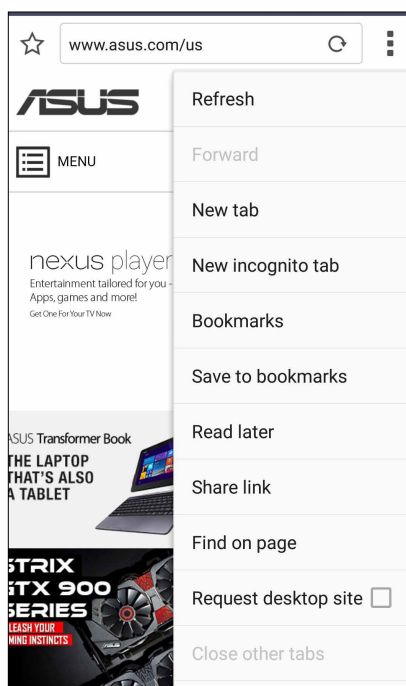 www.asus.com/us
ASUS
MENU
nexus player
Entertainment tailored for you -
Apps, games and more!
Get One For Your TV Now
ASUS Transformer Book
THE LAPTOP
THAT'S ALSO
A TABLET
STRIX
GTX 900
SERIES
LEASH YOUR
MING INSTINCTS
Refresh
Forward
New tab
New incognito tab
Bookmarks
Save to bookmarks
Read later
Share link
Find on page
Request desktop site
Close other tabs